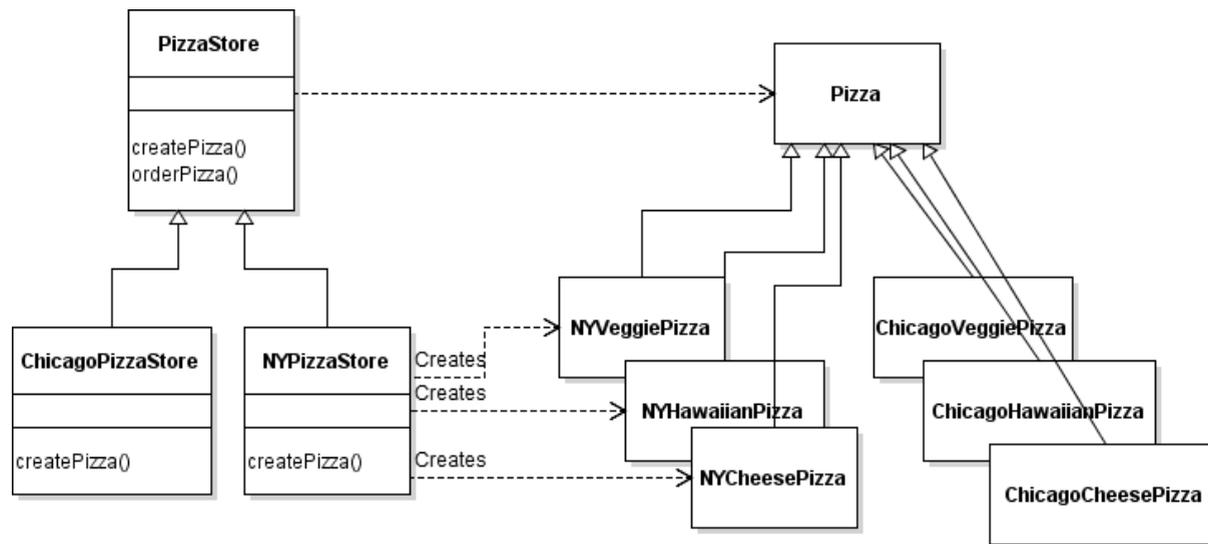 PizzaStore
createPizza()
orderPizza()
Pizza
ChicagoPizzaStore
createPizza()
NYPizzaStore
createPizza()
Creates
Creates
Creates
NYVeggiePizza
NYHawaiianPizza
NYCheesePizza
ChicagoVeggiePizza
ChicagoHawaiianPizza
ChicagoCheesePizza